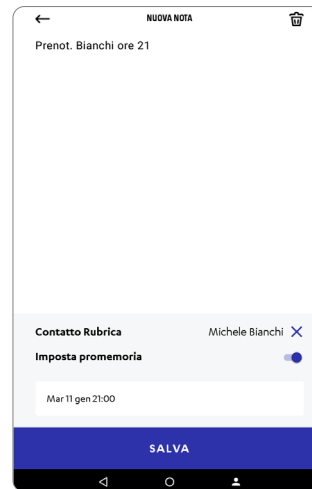 NUOVA NOTA
Prenot. Bianchi ore 21
Contatto Rubrica Michele Bianchi
Imposta promemoria
Mar 11 gen 21:00
SALVA